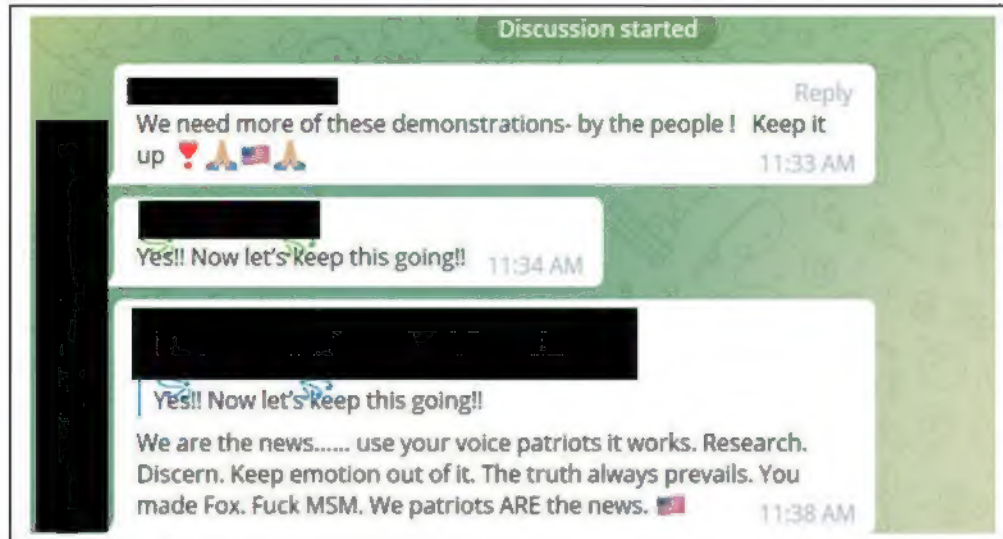 Discussion started
Reply
We need more of these demonstrations- by the people ! Keep it
up ❣️🙏🏼🇺🇸🙏🏼
11:33 AM
Yes!! Now let's keep this going!!
11:34 AM
Yes!! Now let's keep this going!!
We are the news...... use your voice patriots it works. Research.
Discern. Keep emotion out of it. The truth always prevails. You
made Fox. Fuck MSM. We patriots ARE the news. 🇺🇸
11:38 AM